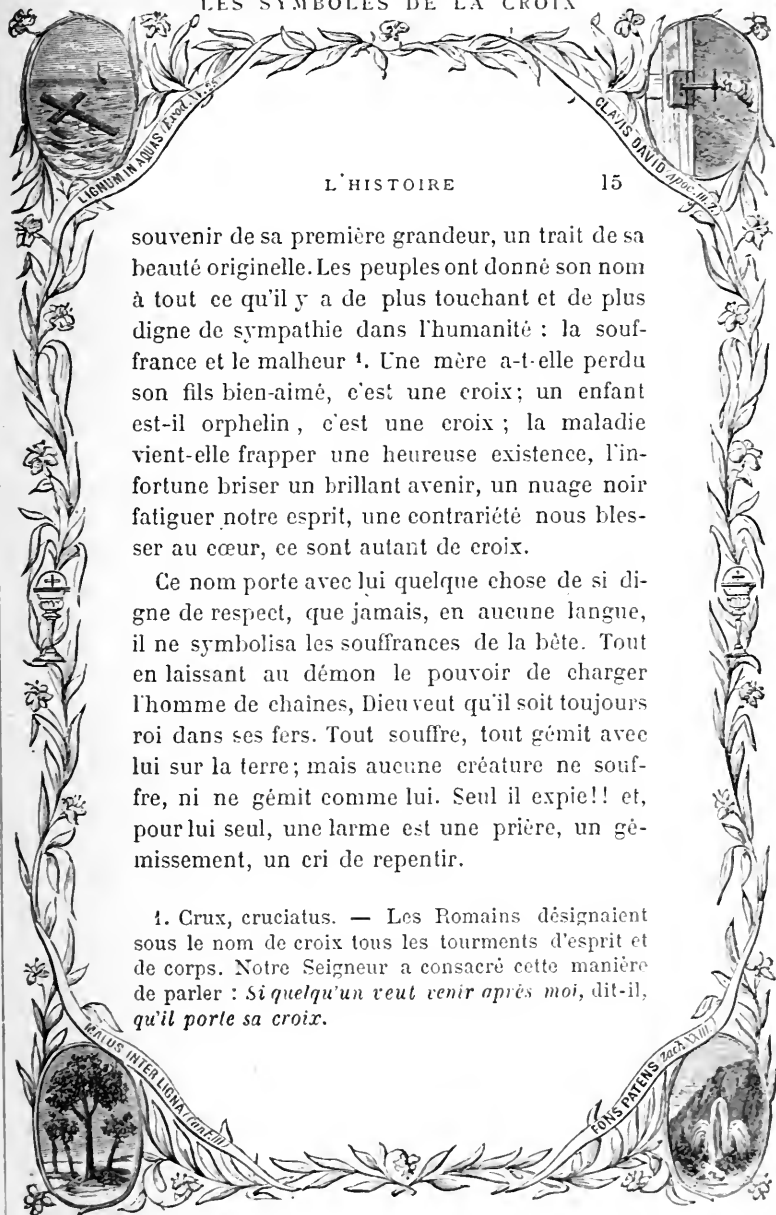 LES SYMBOLES DE LA CROIX
LIGNUM IN AQUAS (Exod.
CLAVIS DAVID (Apoc. III. 7.)
L'HISTOIRE 15
souvenir de sa première grandeur, un trait de sa
beauté originelle. Les peuples ont donné son nom
à tout ce qu'il y a de plus touchant et de plus
digne de sympathie dans l'humanité : la souf-
france et le malheur 1. Une mère a-t-elle perdu
son fils bien-aimé, c'est une croix; un enfant
est-il orphelin, c'est une croix; la maladie
vient-elle frapper une heureuse existence, l'in-
fortune briser un brillant avenir, un nuage noir
fatiguer notre esprit, une contrariété nous bles-
ser au cœur, ce sont autant de croix.
Ce nom porte avec lui quelque chose de si di-
gne de respect, que jamais, en aucune langue,
il ne symbolisa les souffrances de la bête. Tout
en laissant au démon le pouvoir de charger
l'homme de chaînes, Dieu veut qu'il soit toujours
roi dans ses fers. Tout souffre, tout gémit avec
lui sur la terre; mais aucune créature ne souf-
fre, ni ne gémit comme lui. Seul il expie!! et,
pour lui seul, une larme est une prière, un gé-
missement, un cri de repentir.
1. Crux, cruciatus. — Les Romains désignaient
sous le nom de croix tous les tourments d'esprit et
de corps. Notre Seigneur a consacré cette manière
de parler : Si quelqu'un veut venir après moi, dit-il,
qu'il porte sa croix.
MALUS INTER LIGNA (Cant.
FONS PATENS (Zach.